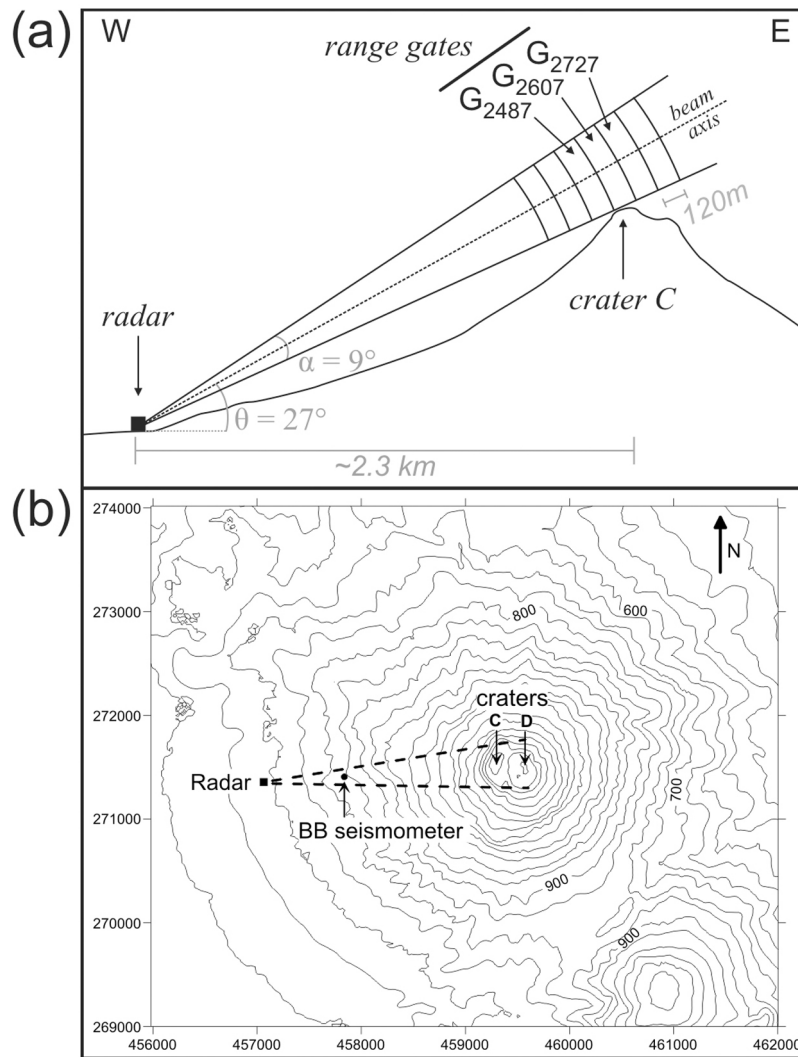 (a)
W
E
range gates
G2727
G2607
G2487
beam
axis
120m
crater C
radar
α = 9°
θ = 27°
~2.3 km
(b)
274000
N
273000
800
600
272000
craters
C D
Radar
271000
700
BB seismometer
900
270000
900
269000
456000 457000 458000 459000 460000 461000 462000